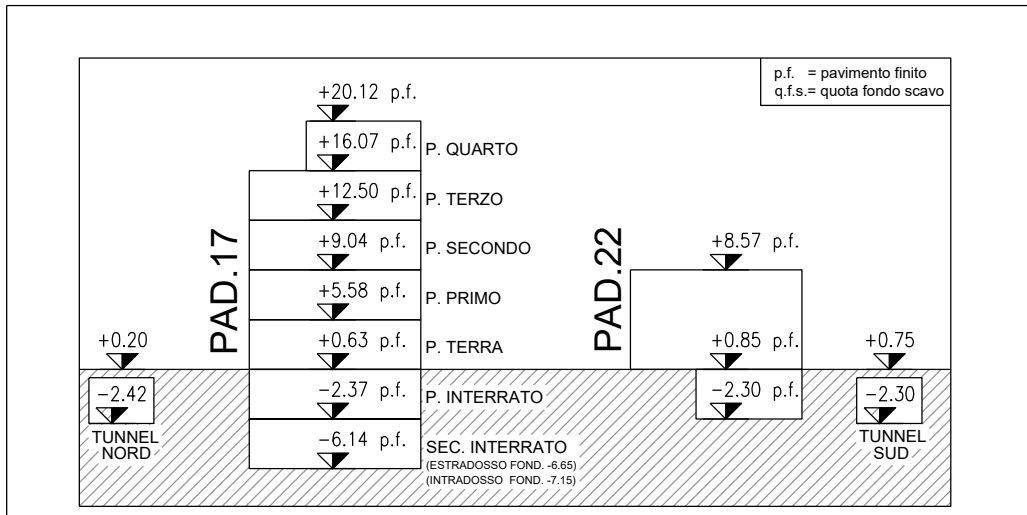 p.f. = pavimento finito
q.f.s.= quota fondo scavo
+20.12 p.f.
+16.07 p.f.
P. QUARTO
+12.50 p.f.
P. TERZO
PAD.17
+9.04 p.f.
P. SECONDO
+5.58 p.f.
P. PRIMO
+0.63 p.f.
P. TERRA
-2.37 p.f.
P. INTERRATO
-6.14 p.f.
SEC. INTERRATO
(ESTRADOSSO FOND. -6.65)
(INTRADOSSO FOND. -7.15)
+0.20
-2.42
TUNNEL
NORD
PAD.22
+8.57 p.f.
+0.85 p.f.
-2.30 p.f.
+0.75
-2.30
TUNNEL
SUD